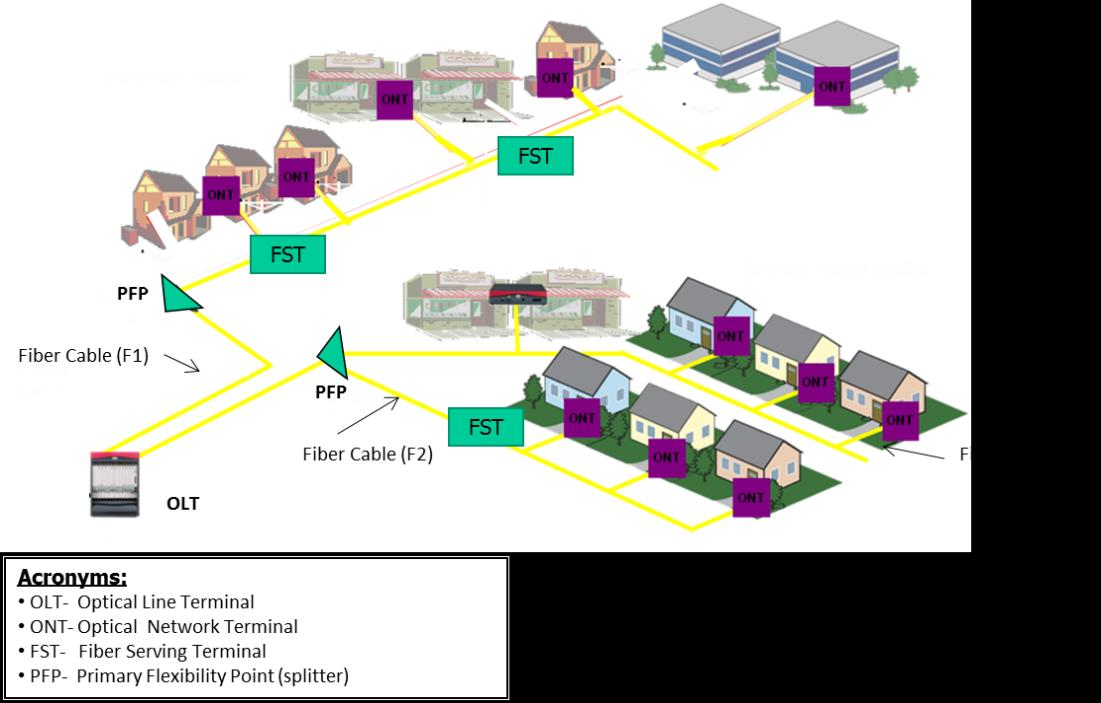 ONT
ONT
ONT
FST
ONT
ONT
ONT
FST
PFP
ONT
Fiber Cable (F1)
ONT
PFP
ONT
ONT
FST
Fiber Cable (F2)
ONT
ONT
OLT
Acronyms:
• OLT- Optical Line Terminal
• ONT- Optical Network Terminal
• FST- Fiber Serving Terminal
• PFP- Primary Flexibility Point (splitter)